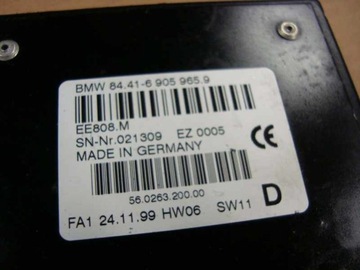 BMW 84.41-6 905 965.9
EE808.M
SN-Nr.021309 EZ 0005
MADE IN GERMANY
CE
56.0263.200.00
D
FA1 24.11.99 HW06 SW11